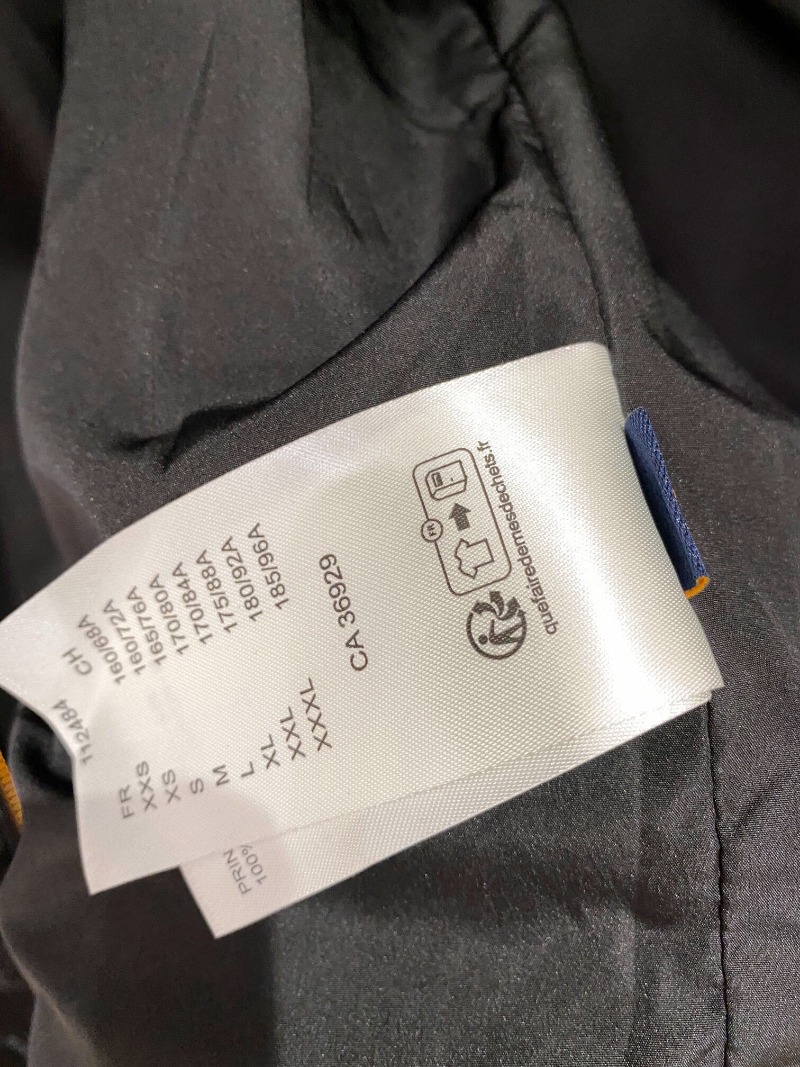 112484
FR CH
XXS 160/68A
XS 160/72A
S 165/76A
M 170/80A
L 170/84A
XL 175/88A
XXL 180/92A
XXXL 185/96A
CA 36929
FR
quefairedemesdechets.fr
PRIN
100%